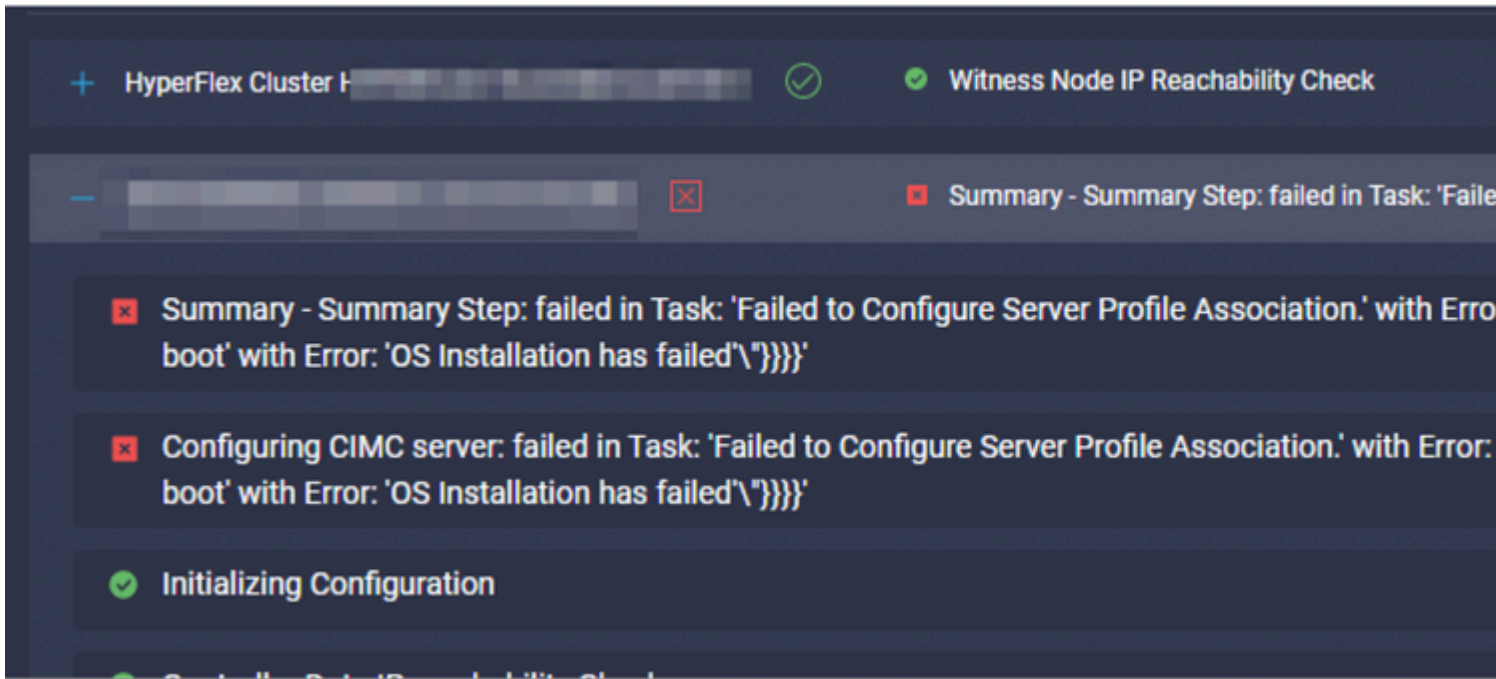 HyperFlex Cluster H
Witness Node IP Reachability Check
Summary - Summary Step: failed in Task: 'Faile
Summary - Summary Step: failed in Task: 'Failed to Configure Server Profile Association.' with Erro
boot' with Error: 'OS Installation has failed'\"}}}}'
Configuring CIMC server: failed in Task: 'Failed to Configure Server Profile Association.' with Error:
boot' with Error: 'OS Installation has failed'\"}}}}'
Initializing Configuration